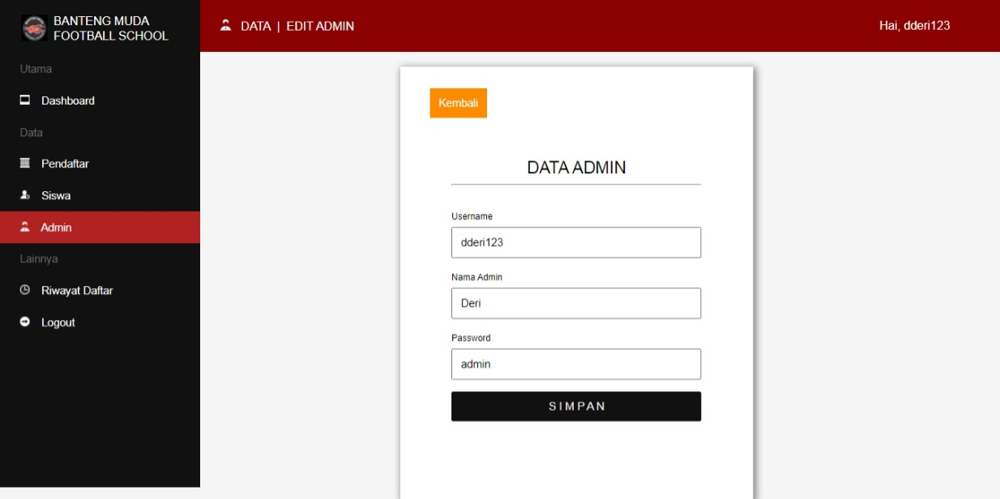 BANTENG MUDA
FOOTBALL SCHOOL
Utama
Dashboard
Data
Pendaftar
Siswa
Admin
Lainnya
Riwayat Daftar
Logout
DATA | EDIT ADMIN
Hai, dderi123
Kembali
DATA ADMIN
Username
dderi123
Nama Admin
Deri
Password
admin
SIMPAN